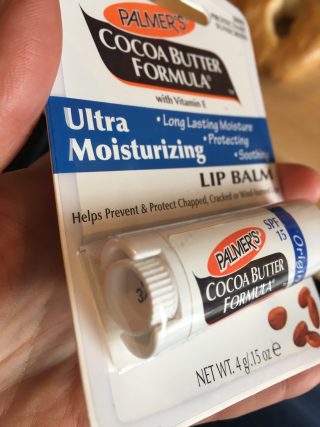 PALMER'S
COCOA BUTTER
FORMULA®
with Vitamin E
Ultra
Moisturizing
• Long Lasting Moisture
• Protecting
• Soothing
LIP BALM
Helps Prevent & Protect Chapped, Cracked or
PALMER'S
COCOA BUTTER
FORMULA
SPF
15
NET WT. 4 g/.15 oz ℮